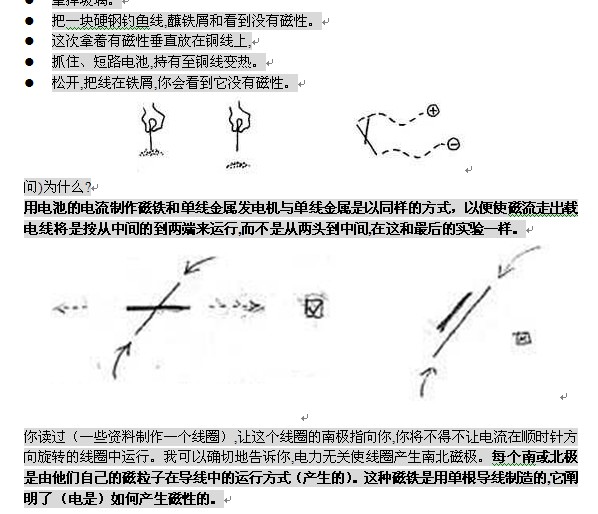 把一块硬钢钓鱼线,蘸铁屑和看到没有磁性。
这次拿着有磁性垂直放在铜线上,
抓住、短路电池,持有至铜线变热。
松开,把线在铁屑,你会看到它没有磁性。
+
−
问)为什么?
用电池的电流制作磁铁和单线金属发电机与单线金属是以同样的方式，以便使磁流走出载
电线将是按从中间的到两端来运行,而不是从两头到中间,在这和最后的实验一样。
你读过（一些资料制作一个线圈）,让这个线圈的南极指向你,你将不得不让电流在顺时针方
向旋转的线圈中运行。我可以确切地告诉你,电力无关使线圈产生南北磁极。每个南或北极
是由他们自己的磁粒子在导线中的运行方式（产生的）。这种磁铁是用单根导线制造的,它阐
明了（电是）如何产生磁性的。